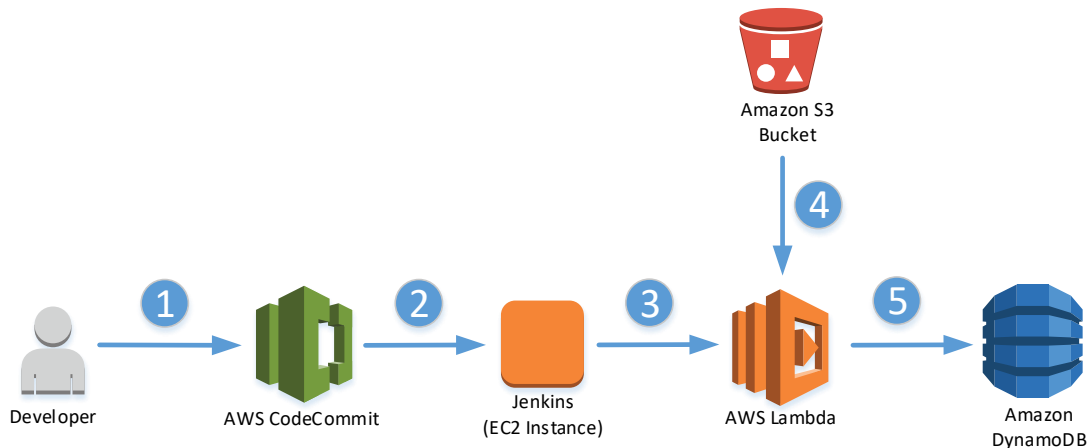 Amazon S3
Bucket
4
1
2
3
5
Developer
AWS CodeCommit
Jenkins
(EC2 Instance)
AWS Lambda
Amazon
DynamoDB